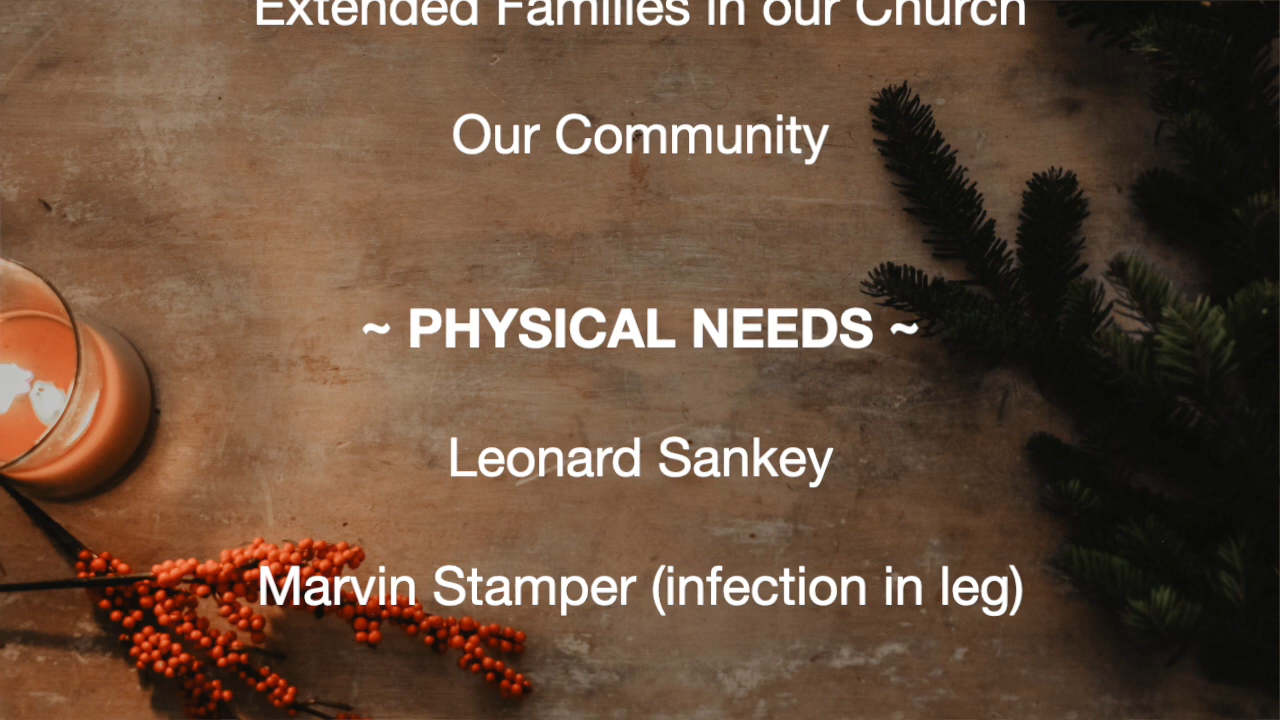 Extended Families in our Church
Our Community
~ PHYSICAL NEEDS ~
Leonard Sankey
Marvin Stamper (infection in leg)